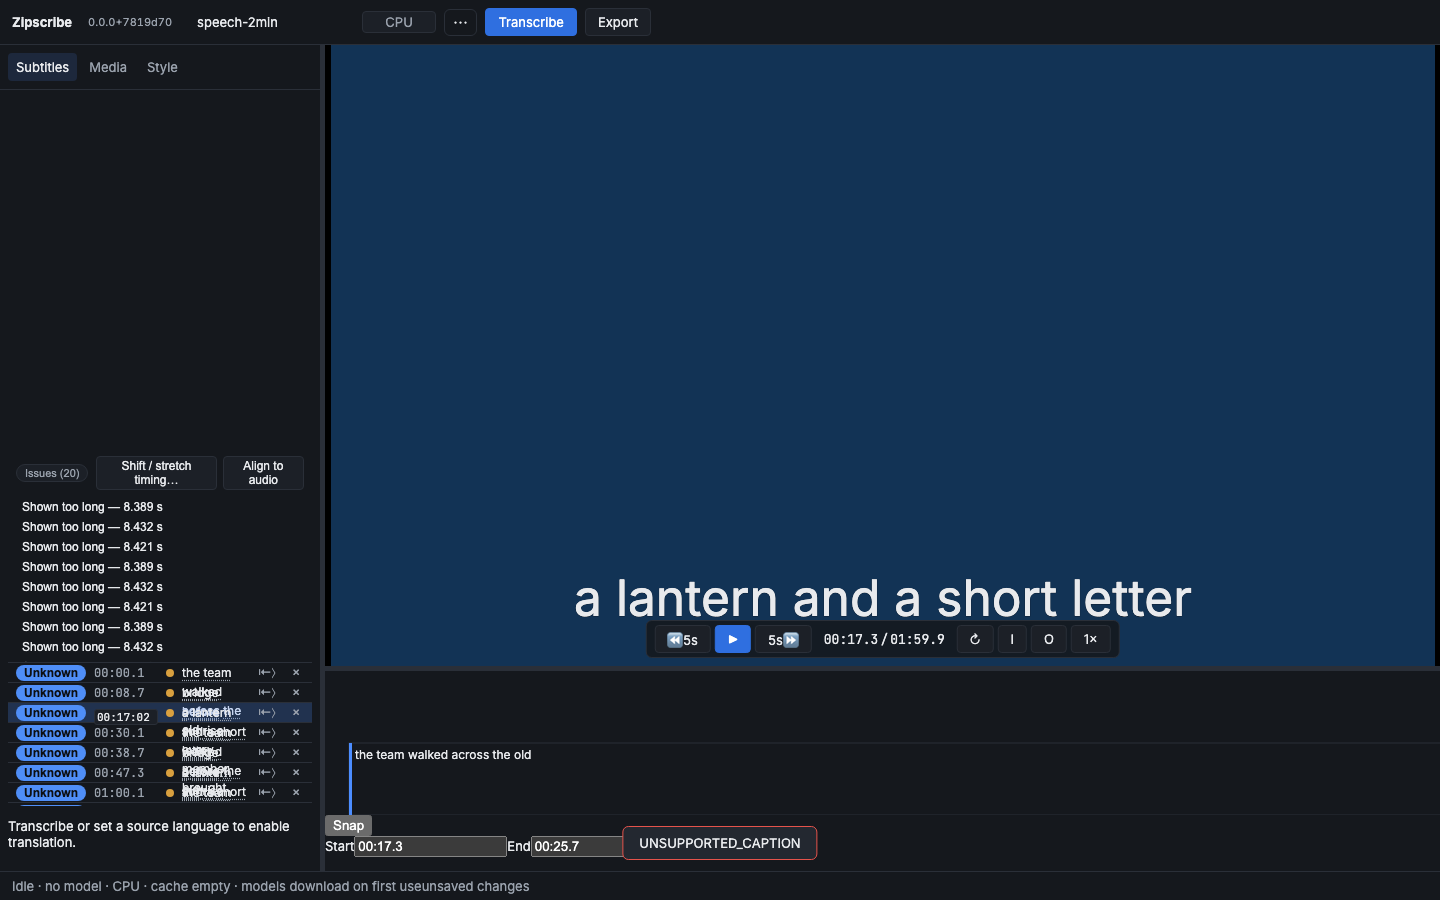 Zipscribe 0.0.0+7819d70 speech-2min CPU ··· Transcribe Export
Subtitles Media Style
a lantern and a short letter
⏪5s ▶ 5s⏩ 00:17.3/01:59.9 ↻ I O 1×
Issues (20)
Shift / stretch
timing…
Align to
audio
Shown too long — 8.389 s
Shown too long — 8.432 s
Shown too long — 8.421 s
Shown too long — 8.389 s
Shown too long — 8.432 s
Shown too long — 8.421 s
Shown too long — 8.389 s
Shown too long — 8.432 s
Unknown 00:00.1 the team ×
Unknown 00:08.7 ×
Unknown 00:17:02 ×
Unknown 00:30.1 ×
Unknown 00:38.7 ×
Unknown 00:47.3 ×
Unknown 01:00.1 ×
Transcribe or set a source language to enable
translation.
the team walked across the old
Snap
Start 00:17.3 End 00:25.7
UNSUPPORTED_CAPTION
Idle · no model · CPU · cache empty · models download on first useunsaved changes